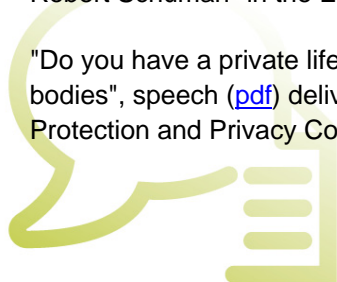 Robert Schuman" in the E
"Do you have a private life
bodies", speech (pdf) deliv
Protection and Privacy Co